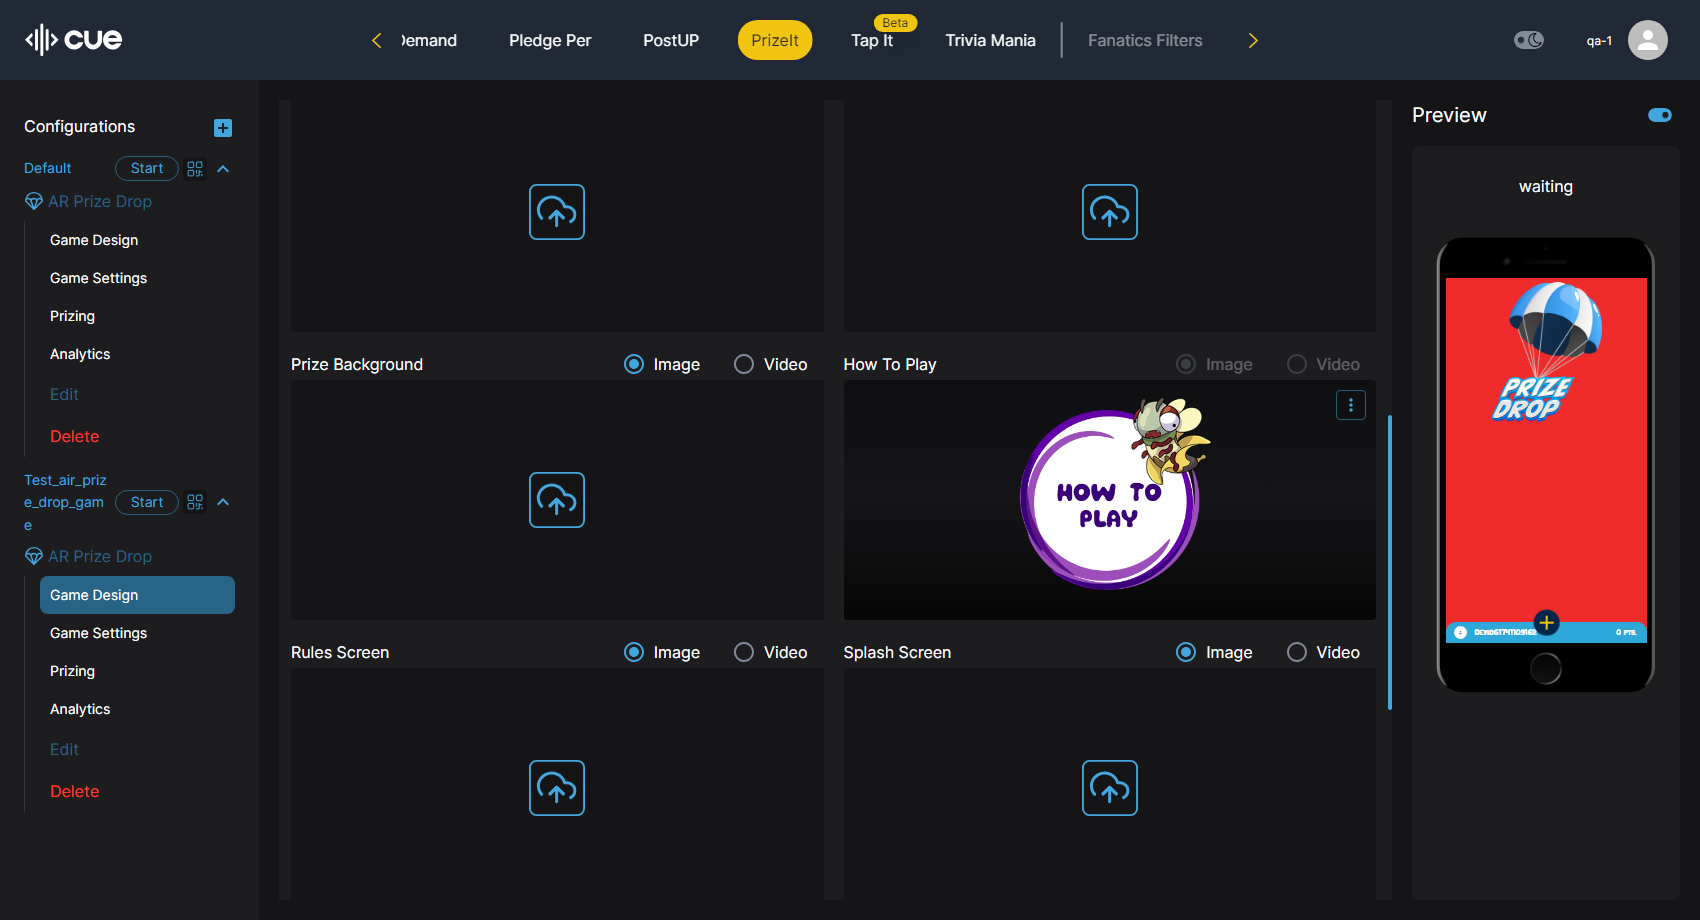 cue
Demand
Pledge Per
PostUP
PrizeIt
Beta
Tap It
Trivia Mania
Fanatics Filters
qa-1
Configurations
Default
Start
AR Prize Drop
Game Design
Game Settings
Prizing
Analytics
Edit
Delete
Test_air_priz
e_drop_gam
e
Start
AR Prize Drop
Game Design
Game Settings
Prizing
Analytics
Edit
Delete
Prize Background
Image
Video
How To Play
Image
Video
HOW TO
PLAY
Rules Screen
Image
Video
Splash Screen
Image
Video
Preview
waiting
PRIZE
DROP
0 PTS.